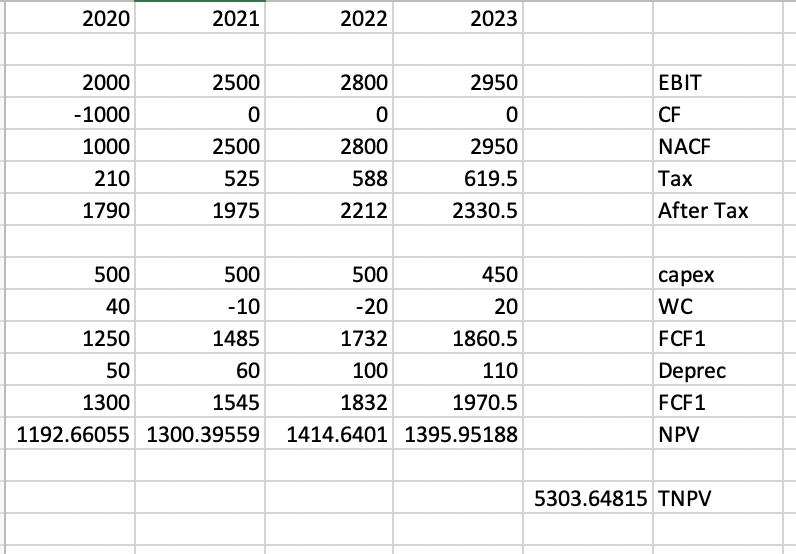 2020 2021 2022 2023
2000 2500 2800 2950 EBIT
-1000 0 0 0 CF
1000 2500 2800 2950 NACF
210 525 588 619.5 Tax
1790 1975 2212 2330.5 After Tax
500 500 500 450 capex
40 -10 -20 20 WC
1250 1485 1732 1860.5 FCF1
50 60 100 110 Deprec
1300 1545 1832 1970.5 FCF1
1192.66055 1300.39559 1414.6401 1395.95188 NPV
5303.64815 TNPV